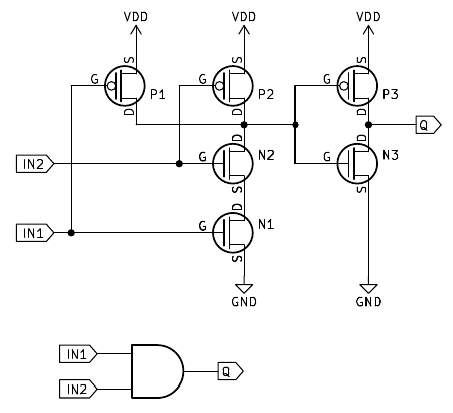 VDD VDD VDD
S S S
G P1 G P2 G P3
D D D
Q
D D
IN2 G N2 G N3
S S
D
IN1 G N1
S
GND GND
IN1
Q
IN2